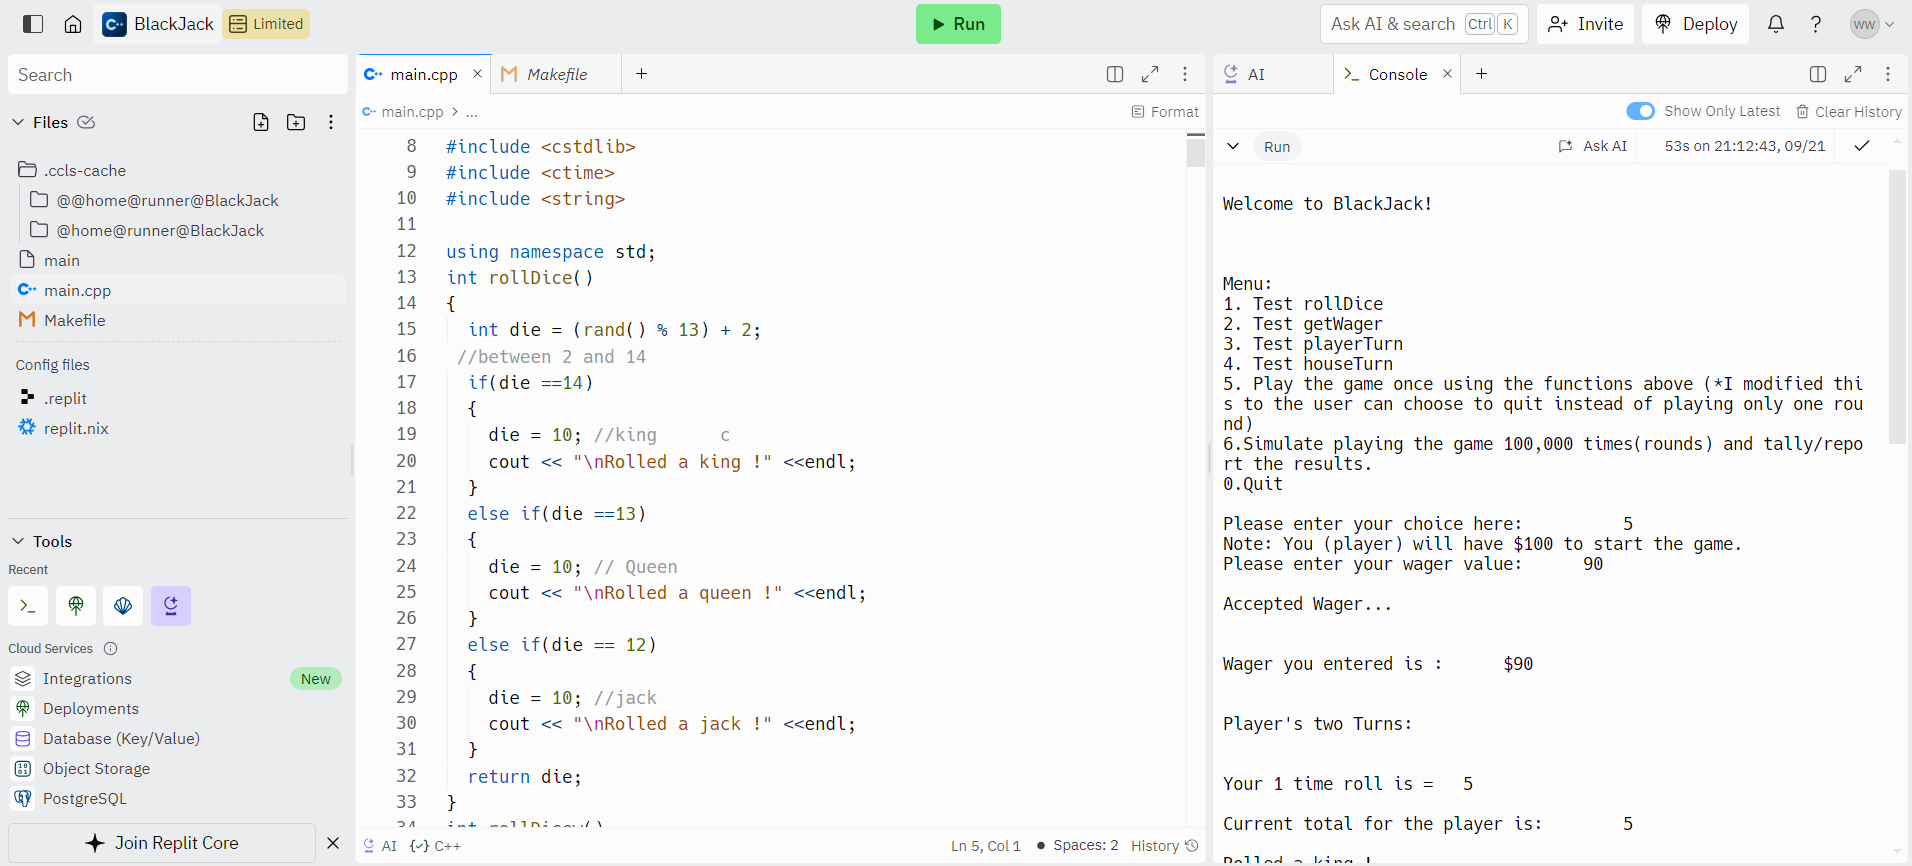 BlackJack
Limited
Run
Ask AI & search Ctrl K
Invite
Deploy
WW
Search
Files
.ccls-cache
@@home@runner@BlackJack
@home@runner@BlackJack
main
main.cpp
Makefile
Config files
.replit
replit.nix
Tools
Recent
Cloud Services
Integrations New
Deployments
Database (Key/Value)
Object Storage
PostgreSQL
Join Replit Core
main.cpp
Makefile
main.cpp > ...
Format
8 #include <cstdlib>
9 #include <ctime>
10 #include <string>
11
12 using namespace std;
13 int rollDice()
14 {
15 int die = (rand() % 13) + 2;
16 //between 2 and 14
17 if(die ==14)
18 {
19 die = 10; //king      c
20 cout << "\nRolled a king !" <<endl;
21 }
22 else if(die ==13)
23 {
24 die = 10; // Queen
25 cout << "\nRolled a queen !" <<endl;
26 }
27 else if(die == 12)
28 {
29 die = 10; //jack
30 cout << "\nRolled a jack !" <<endl;
31 }
32 return die;
33 }
AI
C++
Ln 5, Col 1
Spaces: 2
History
AI
Console
Show Only Latest
Clear History
Run
Ask AI
53s on 21:12:43, 09/21
Welcome to BlackJack!
Menu:
1. Test rollDice
2. Test getWager
3. Test playerTurn
4. Test houseTurn
5. Play the game once using the functions above (*I modified thi
s to the user can choose to quit instead of playing only one rou
nd)
6.Simulate playing the game 100,000 times(rounds) and tally/repo
rt the results.
0.Quit
Please enter your choice here: 5
Note: You (player) will have $100 to start the game.
Please enter your wager value: 90
Accepted Wager...
Wager you entered is : $90
Player's two Turns:
Your 1 time roll is = 5
Current total for the player is: 5
Rolled a king !